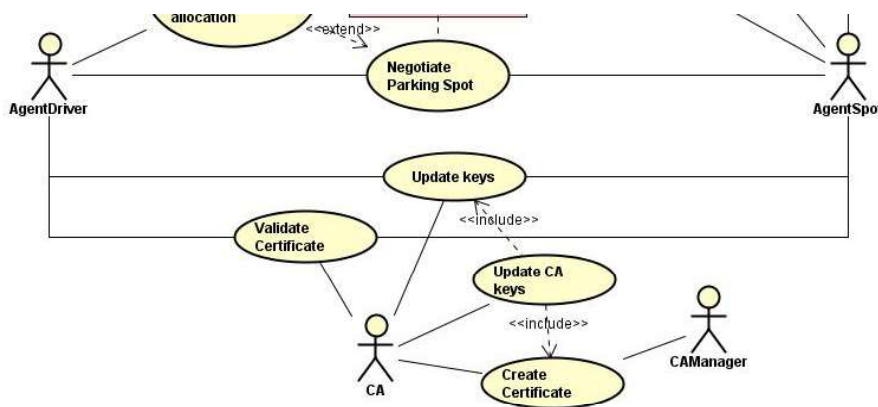 allocation
<<extend>>
Negotiate
Parking Spot
AgentDriver
AgentSpot
Update keys
<<include>>
Validate
Certificate
Update CA
keys
<<include>>
CA
Create
Certificate
CAManager